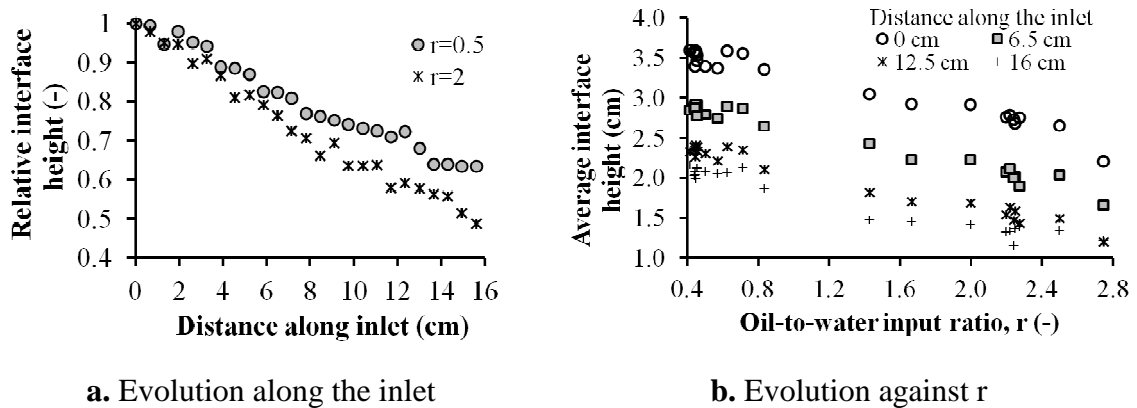 1
0.9
0.8
0.7
0.6
0.5
0.4
0 2 4 6 8 10 12 14 16
Relative interface
height (-)
Distance along inlet (cm)
r=0.5
r=2
a. Evolution along the inlet
4.0
3.5
3.0
2.5
2.0
1.5
1.0
0.4 0.8 1.2 1.6 2.0 2.4 2.8
Average interface
height (cm)
Oil-to-water input ratio, r (-)
Distance along the inlet
0 cm 6.5 cm
12.5 cm 16 cm
b. Evolution against r